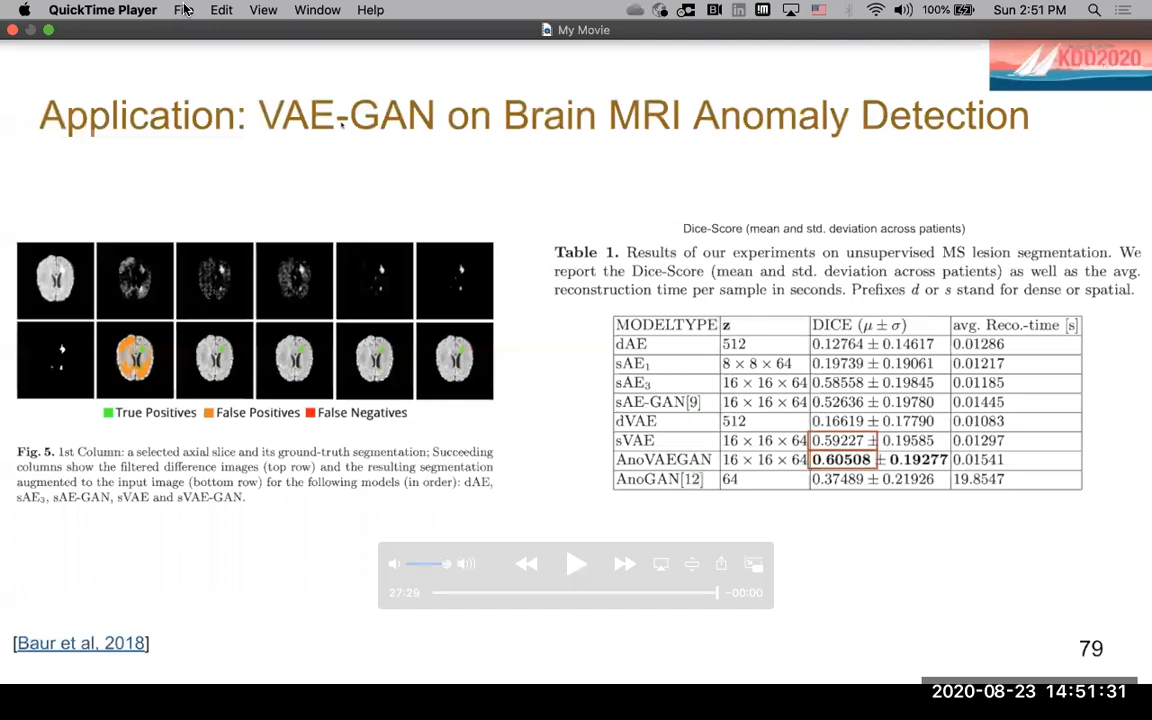 QuickTime Player File Edit View Window Help 100% Sun 2:51 PM
My Movie
KDD2020
Application: VAE-GAN on Brain MRI Anomaly Detection
Dice-Score (mean and std. deviation across patients)
Table 1. Results of our experiments on unsupervised MS lesion segmentation. We
report the Dice-Score (mean and std. deviation across patients) as well as the avg.
reconstruction time per sample in seconds. Prefixes d or s stand for dense or spatial.
MODELTYPE z DICE (μ ± σ) avg. Reco.-time [s]
dAE 512 0.12764 ± 0.14617 0.01286
sAE₁ 8 × 8 × 64 0.19739 ± 0.19061 0.01217
sAE₃ 16 × 16 × 64 0.58558 ± 0.19845 0.01185
sAE-GAN[9] 16 × 16 × 64 0.52636 ± 0.19780 0.01445
dVAE 512 0.16619 ± 0.17790 0.01083
sVAE 16 × 16 × 64 0.59227 ± 0.19585 0.01297
AnoVAEGAN 16 × 16 × 64 0.60508 ± 0.19277 0.01541
AnoGAN[12] 64 0.37489 ± 0.21926 19.8547
True Positives False Positives False Negatives
Fig. 5. 1st Column: a selected axial slice and its ground-truth segmentation; Succeeding
columns show the filtered difference images (top row) and the resulting segmentation
augmented to the input image (bottom row) for the following models (in order): dAE,
sAE₃, sAE-GAN, sVAE and sVAE-GAN.
27:29 -00:00
[Baur et al, 2018]
79
2020-08-23 14:51:31